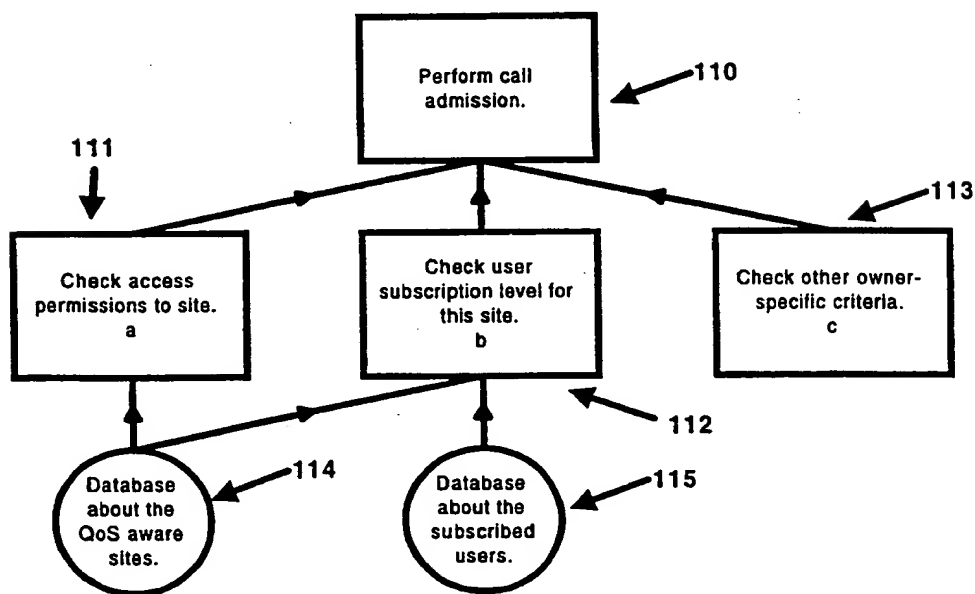 Perform call
admission.
110
111
113
Check access
permissions to site.
a
Check user
subscription level for
this site.
b
Check other owner-
specific criteria.
c
112
114
115
Database
about the
QoS aware
sites.
Database
about the
subscribed
users.